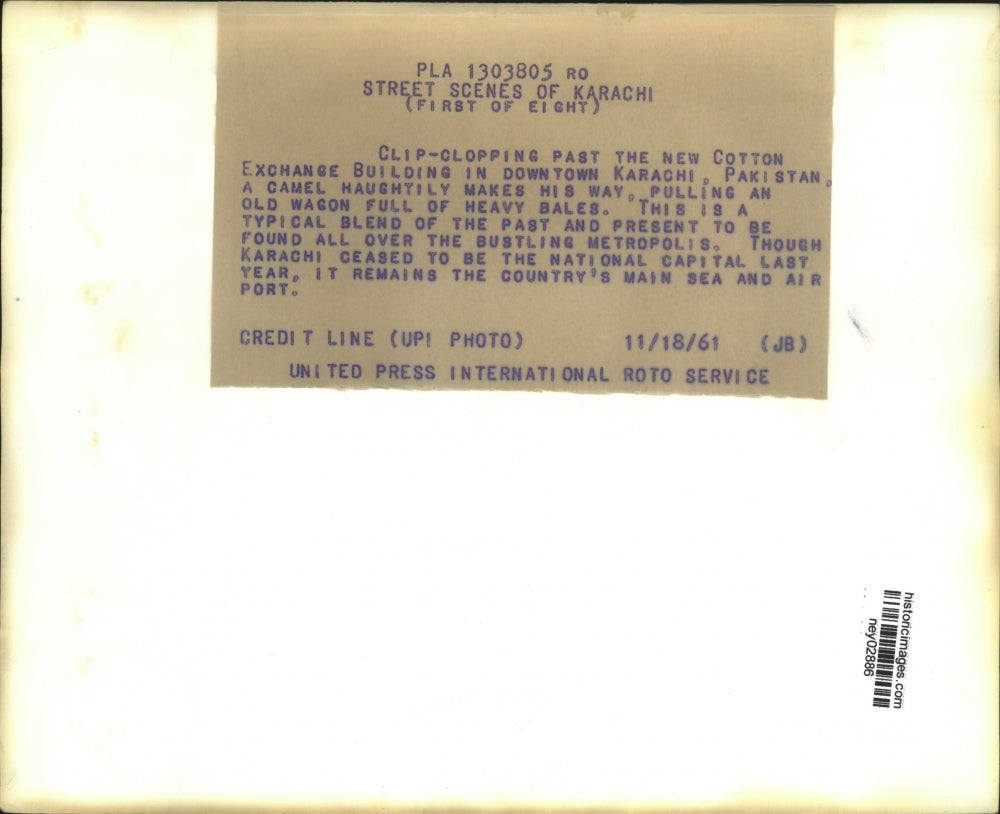 PLA 1303805 RO
STREET SCENES OF KARACHI
(FIRST OF EIGHT)
CLIP-CLOPPING PAST THE NEW COTTON
EXCHANGE BUILDING IN DOWNTOWN KARACHI, PAKISTAN,
A CAMEL HAUGHTILY MAKES HIS WAY, PULLING AN
OLD WAGON FULL OF HEAVY BALES. THIS IS A
TYPICAL BLEND OF THE PAST AND PRESENT TO BE
FOUND ALL OVER THE BUSTLING METROPOLIS. THOUGH
KARACHI CEASED TO BE THE NATIONAL CAPITAL LAST
YEAR, IT REMAINS THE COUNTRY'S MAIN SEA AND AIR
PORT.
CREDIT LINE (UPI PHOTO) 11/18/61 (JB)
UNITED PRESS INTERNATIONAL ROTO SERVICE
historicimages.com
ney02886